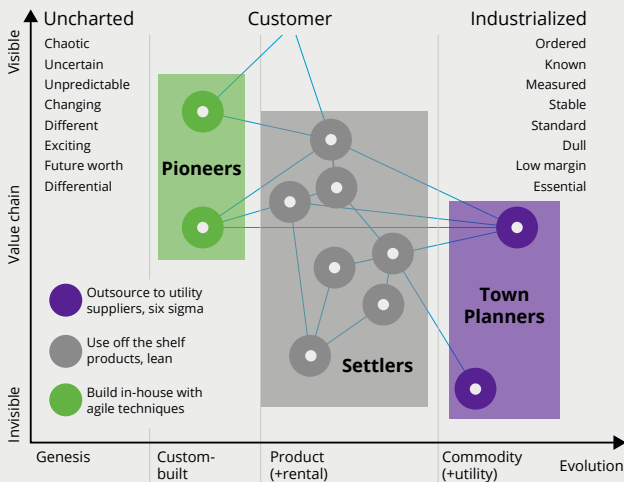 Uncharted
Customer
Industrialized
Visible
Value chain
Invisible
Chaotic
Uncertain
Unpredictable
Changing
Different
Exciting
Future worth
Differential
Ordered
Known
Measured
Stable
Standard
Dull
Low margin
Essential
Pioneers
Settlers
Town
Planners
Outsource to utility
suppliers, six sigma
Use off the shelf
products, lean
Build in-house with
agile techniques
Genesis
Custom-
built
Product
(+rental)
Commodity
(+utility)
Evolution